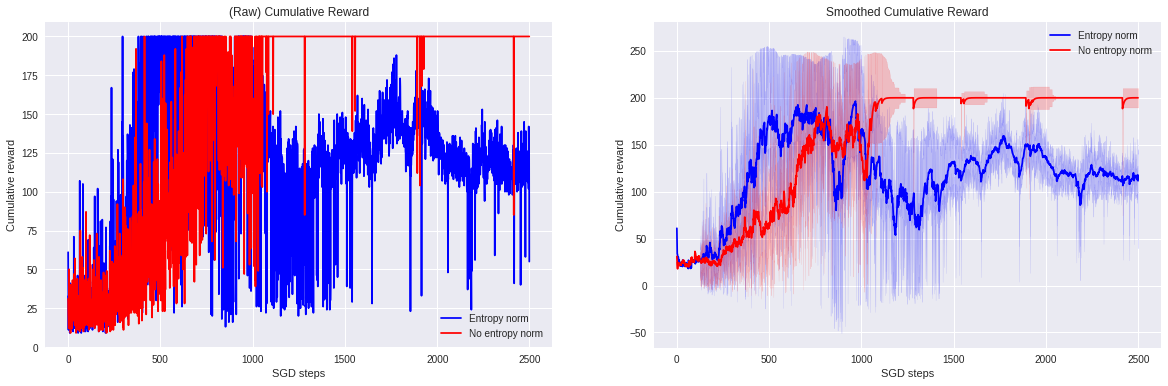 (Raw) Cumulative Reward
Cumulative reward
200
175
150
125
100
75
50
25
0
0
500
1000
1500
2000
2500
SGD steps
Entropy norm
No entropy norm
Smoothed Cumulative Reward
Cumulative reward
250
200
150
100
50
0
−50
0
500
1000
1500
2000
2500
SGD steps
Entropy norm
No entropy norm